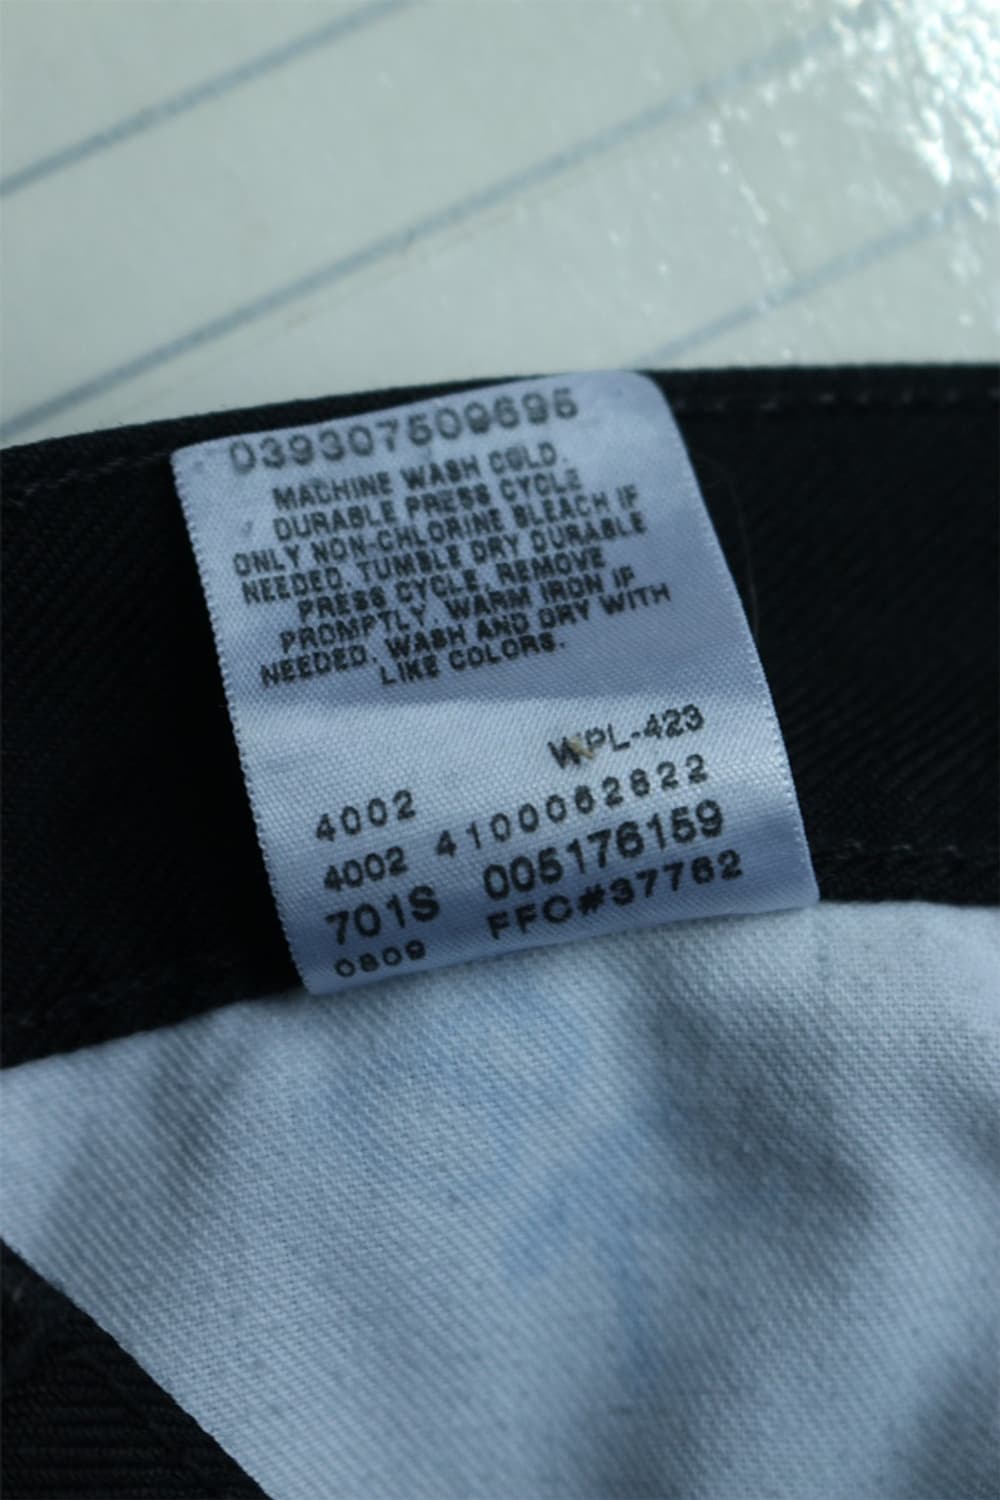 039307509695
MACHINE WASH COLD.
DURABLE PRESS CYCLE
ONLY NON-CHLORINE BLEACH IF
NEEDED. TUMBLE DRY DURABLE
PRESS CYCLE. REMOVE
PROMPTLY. WARM IRON IF
NEEDED. WASH AND DRY WITH
LIKE COLORS.
WPL-423
4002
4002 4100062622
701S 005176159
0809 FFC#37762